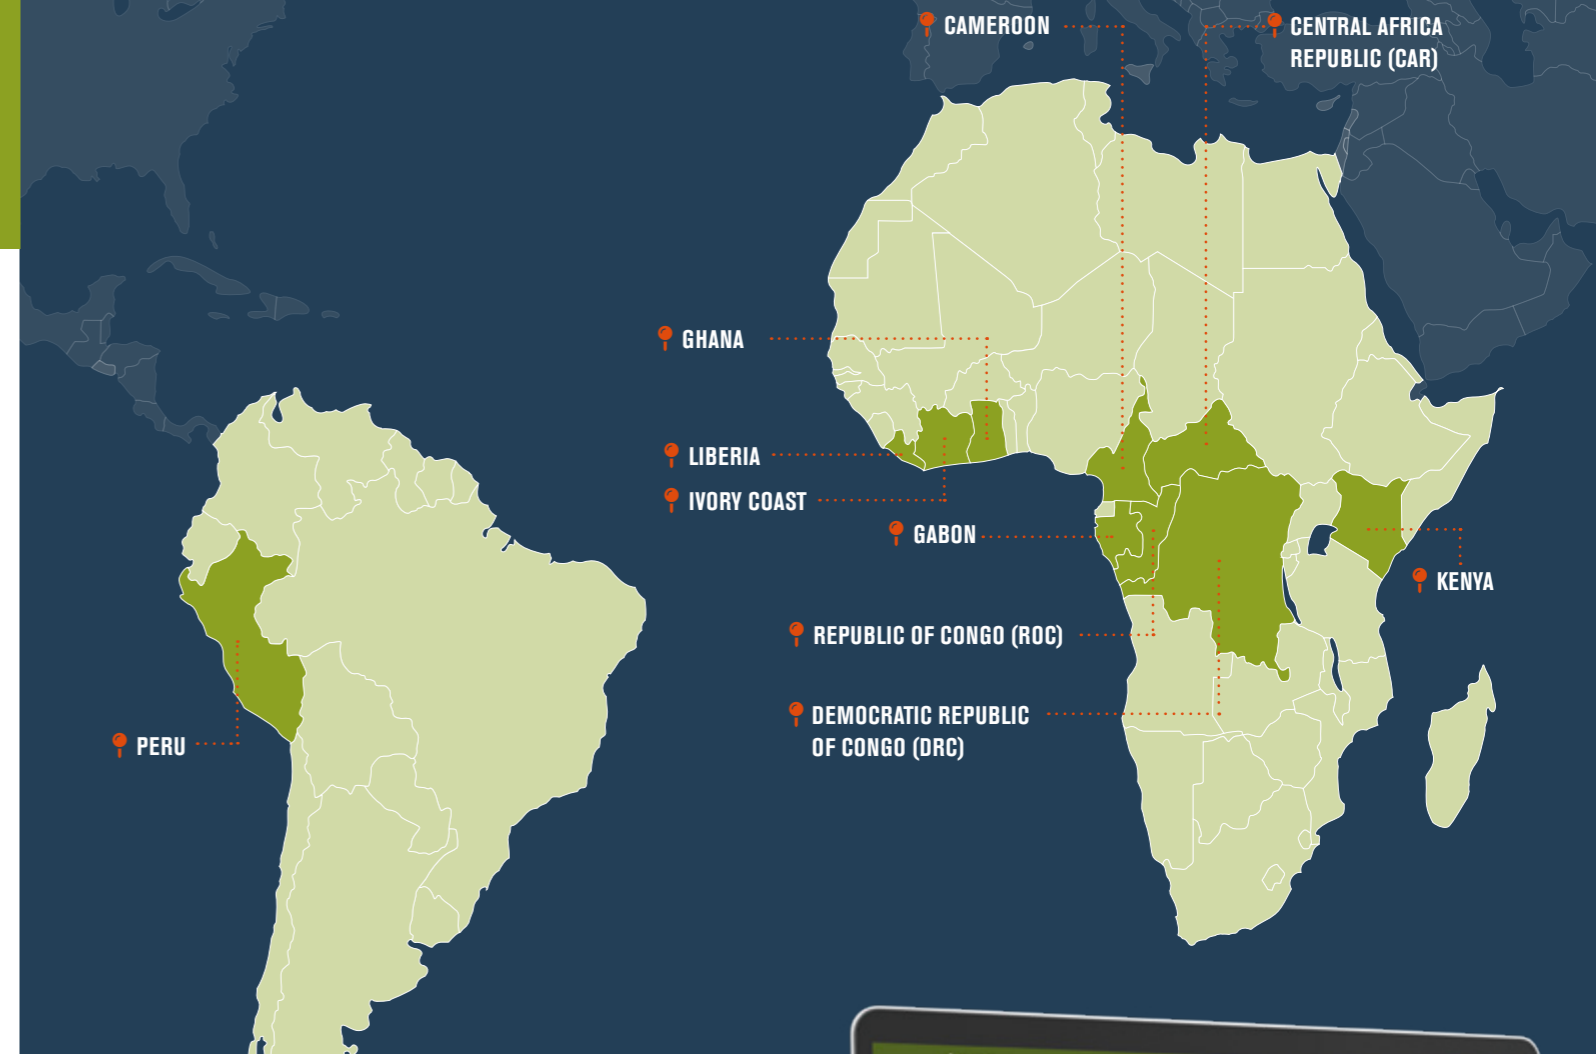 CAMEROON
CENTRAL AFRICA
REPUBLIC (CAR)
GHANA
LIBERIA
IVORY COAST
GABON
KENYA
REPUBLIC OF CONGO (ROC)
DEMOCRATIC REPUBLIC
OF CONGO (DRC)
PERU